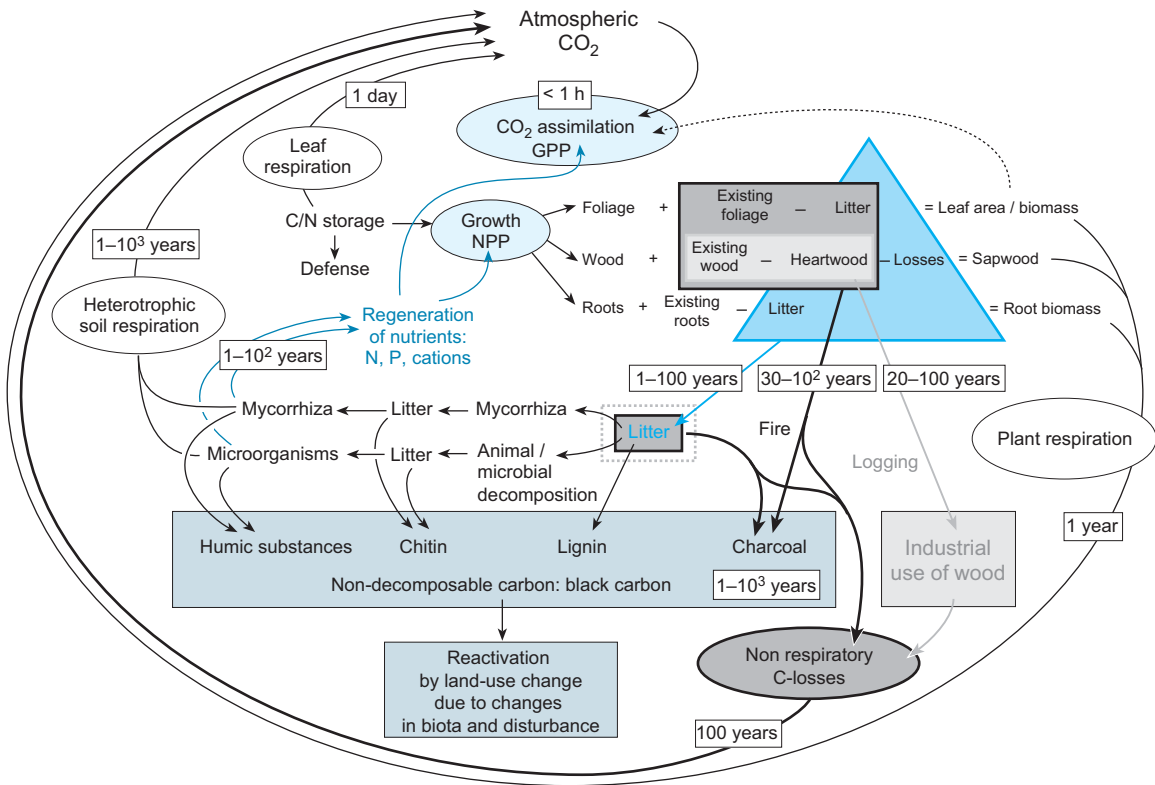 Atmospheric
CO₂
< 1 h
1 day
CO₂ assimilation
GPP
Leaf
respiration
C/N storage
Defense
Growth
NPP
Foliage + Existing foliage – Litter = Leaf area / biomass
Wood + Existing wood – Heartwood – Losses = Sapwood
Roots + Existing roots – Litter = Root biomass
1–10³ years
Heterotrophic
soil respiration
Regeneration
of nutrients:
N, P, cations
1–10² years
1–100 years
30–10² years
20–100 years
Mycorrhiza
Litter
Mycorrhiza
Litter
Fire
Plant respiration
Microorganisms
Litter
Animal /
microbial
decomposition
Logging
Humic substances
Chitin
Lignin
Charcoal
1 year
Industrial
use of wood
Non-decomposable carbon: black carbon
1–10³ years
Reactivation
by land-use change
due to changes
in biota and disturbance
Non respiratory
C-losses
100 years